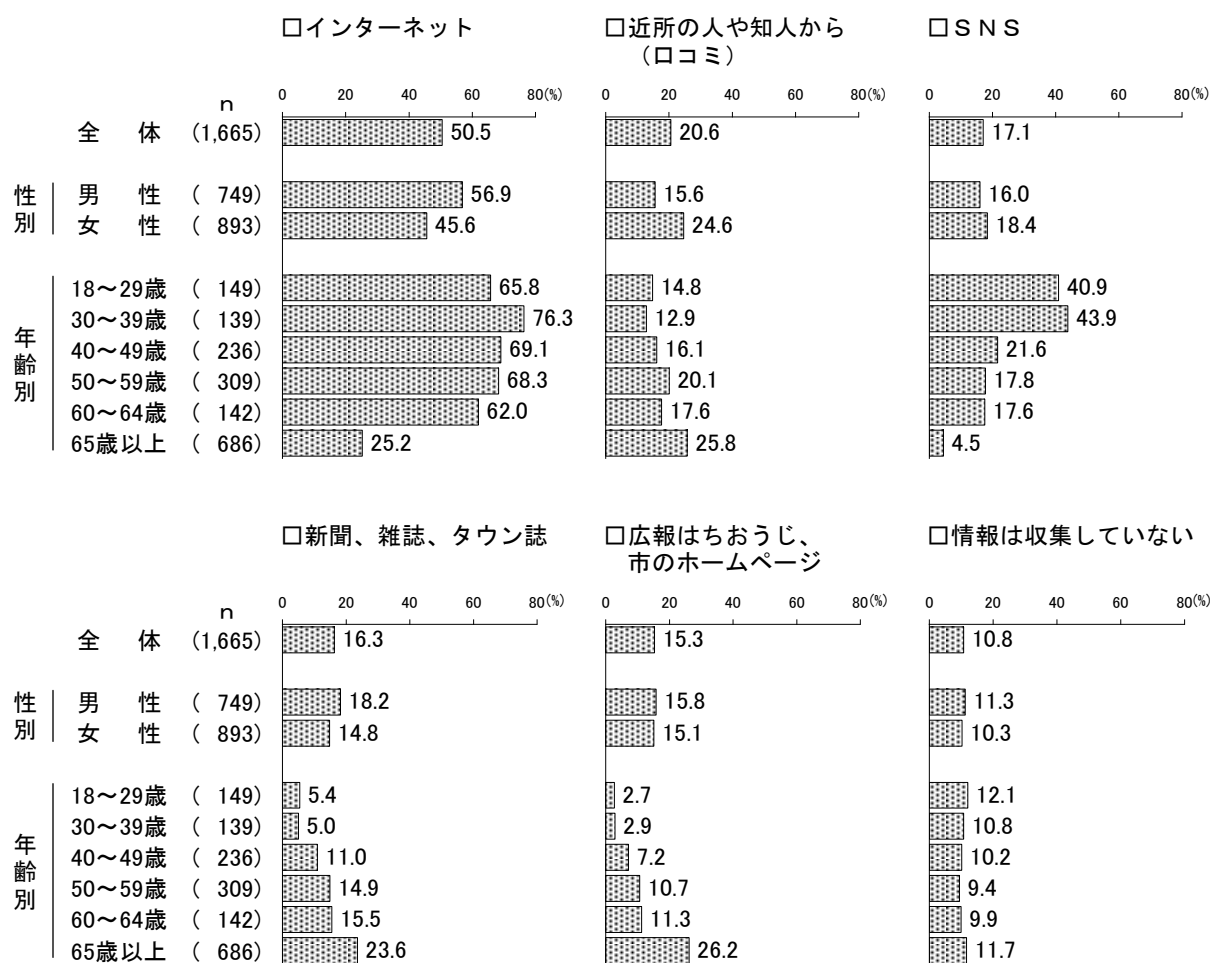 □インターネット □近所の人や知人から □ＳＮＳ
（口コミ）
0 20 40 60 80(%) 0 20 40 60 80(%) 0 20 40 60 80(%)
ｎ
全 体 (1,665) 50.5 20.6 17.1
性別
男 性 ( 749) 56.9 15.6 16.0
女 性 ( 893) 45.6 24.6 18.4
年齢別
18～29歳 ( 149) 65.8 14.8 40.9
30～39歳 ( 139) 76.3 12.9 43.9
40～49歳 ( 236) 69.1 16.1 21.6
50～59歳 ( 309) 68.3 20.1 17.8
60～64歳 ( 142) 62.0 17.6 17.6
65歳以上 ( 686) 25.2 25.8 4.5
□新聞、雑誌、タウン誌 □広報はちおうじ、 □情報は収集していない
市のホームページ
0 20 40 60 80(%) 0 20 40 60 80(%) 0 20 40 60 80(%)
ｎ
全 体 (1,665) 16.3 15.3 10.8
性別
男 性 ( 749) 18.2 15.8 11.3
女 性 ( 893) 14.8 15.1 10.3
年齢別
18～29歳 ( 149) 5.4 2.7 12.1
30～39歳 ( 139) 5.0 2.9 10.8
40～49歳 ( 236) 11.0 7.2 10.2
50～59歳 ( 309) 14.9 10.7 9.4
60～64歳 ( 142) 15.5 11.3 9.9
65歳以上 ( 686) 23.6 26.2 11.7